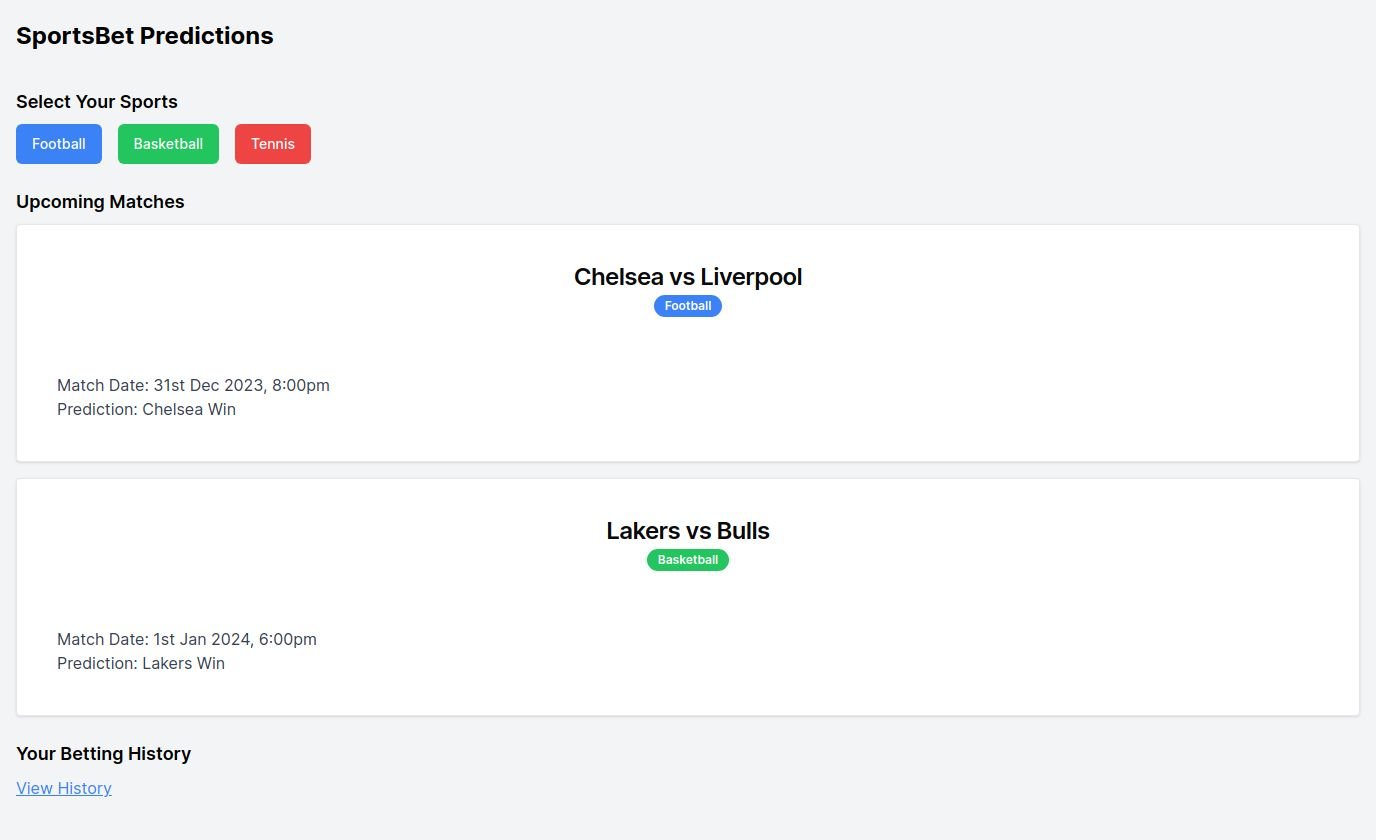 SportsBet Predictions
Select Your Sports
Football Basketball Tennis
Upcoming Matches
Chelsea vs Liverpool
Football
Match Date: 31st Dec 2023, 8:00pm
Prediction: Chelsea Win
Lakers vs Bulls
Basketball
Match Date: 1st Jan 2024, 6:00pm
Prediction: Lakers Win
Your Betting History
View History